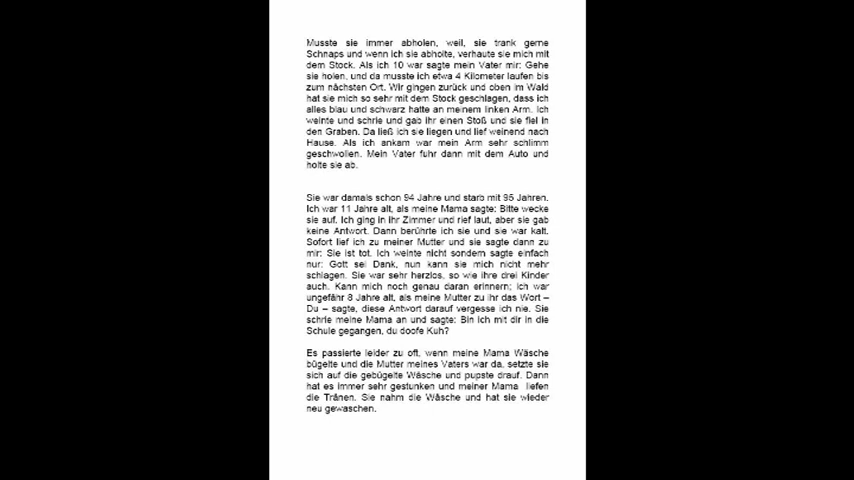 Musste sie immer abholen, weil, sie trank gerne
Schnaps und wenn ich sie abholte, verhaute sie mich mit
dem Stock. Als ich 10 war sagte mein Vater mir: Gehe
sie holen, und da musste ich etwa 4 Kilometer laufen bis
zum nächsten Ort. Wir gingen zurück und oben im Wald
hat sie mich so sehr mit dem Stock geschlagen, dass ich
alles blau und schwarz hatte an meinem linken Arm. Ich
weinte und schrie und gab ihr einen Stoß und sie fiel in
den Graben. Da ließ ich sie liegen und lief weinend nach
Hause. Als ich ankam war mein Arm sehr schlimm
geschwollen. Mein Vater fuhr dann mit dem Auto und
holte sie ab.
Sie war damals schon 94 Jahre und starb mit 95 Jahren.
Ich war 11 Jahre alt, als meine Mama sagte: Bitte wecke
sie auf. Ich ging in ihr Zimmer und rief laut, aber sie gab
keine Antwort. Dann berührte ich sie und sie war kalt.
Sofort lief ich zu meiner Mutter und sie sagte dann zu
mir: Sie ist tot. Ich weinte nicht sondern sagte einfach
nur: Gott sei Dank, nun kann sie mich nicht mehr
schlagen. Sie war sehr herzlos, so wie ihre drei Kinder
auch. Kann mich noch genau daran erinnern; ich war
ungefähr 8 Jahre alt, als meine Mutter zu ihr das Wort –
Du – sagte, diese Antwort darauf vergesse ich nie. Sie
schrie meine Mama an und sagte: Bin ich mit dir in die
Schule gegangen, du doofe Kuh?
Es passierte leider zu oft, wenn meine Mama Wäsche
bügelte und die Mutter meines Vaters war da, setzte sie
sich auf die gebügelte Wäsche und pupste drauf. Dann
hat es immer sehr gestunken und meiner Mama liefen
die Tränen. Sie nahm die Wäsche und hat sie wieder
neu gewaschen.